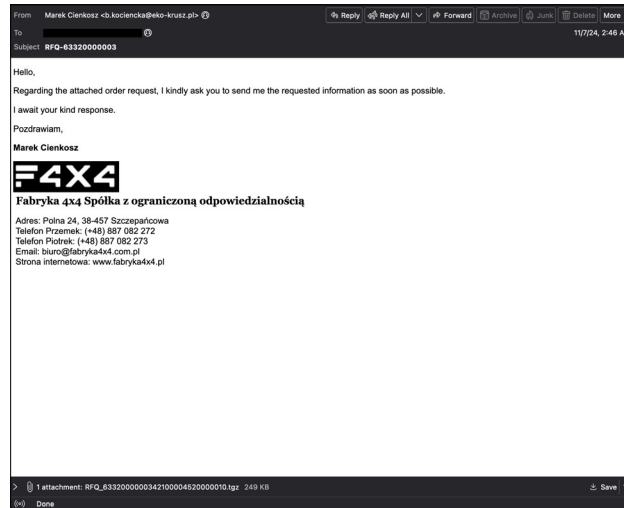 From Marek Cienkosz <b.kociencka@eko-krusz.pl>
Reply Reply All Forward Archive Junk Delete More
To
11/7/24, 2:46 A
Subject RFQ-63320000003
Hello,
Regarding the attached order request, I kindly ask you to send me the requested information as soon as possible.
I await your kind response.
Pozdrawiam,
Marek Cienkosz
F4X4
Fabryka 4x4 Spółka z ograniczoną odpowiedzialnością
Adres: Polna 24, 38-457 Szczepańcowa
Telefon Przemek: (+48) 887 082 272
Telefon Piotrek: (+48) 887 082 273
Email: biuro@fabryka4x4.com.pl
Strona internetowa: www.fabryka4x4.pl
1 attachment: RFQ_6332000000342100004520000010.tgz 249 KB
Save
Done